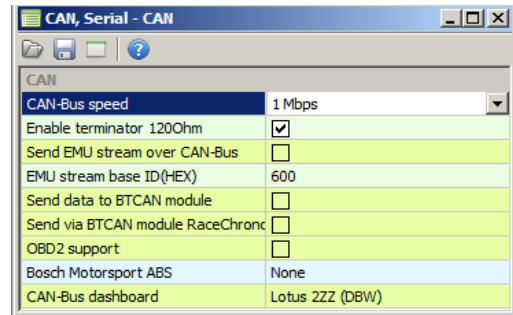 CAN, Serial - CAN
CAN
CAN-Bus speed 1 Mbps
Enable terminator 120Ohm
Send EMU stream over CAN-Bus
EMU stream base ID(HEX) 600
Send data to BTCAN module
Send via BTCAN module RaceChrono
OBD2 support
Bosch Motorsport ABS None
CAN-Bus dashboard Lotus 2ZZ (DBW)